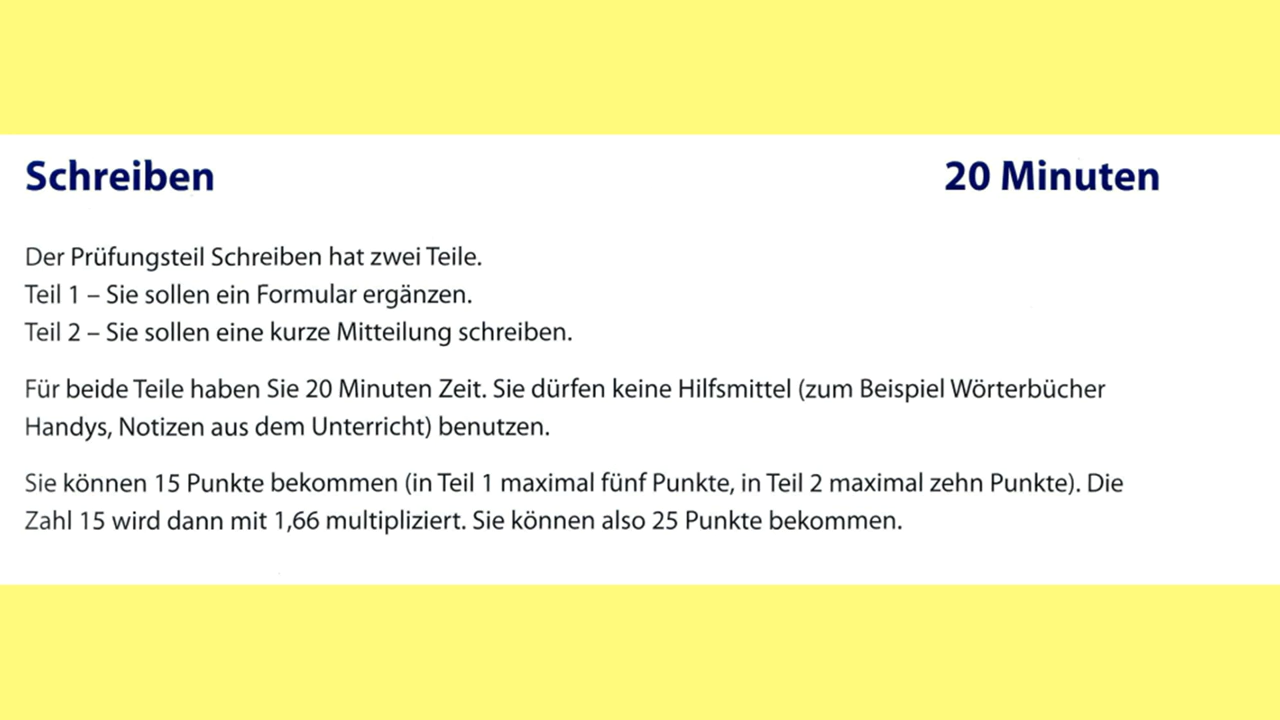 Schreiben
20 Minuten
Der Prüfungsteil Schreiben hat zwei Teile.
Teil 1 – Sie sollen ein Formular ergänzen.
Teil 2 – Sie sollen eine kurze Mitteilung schreiben.
Für beide Teile haben Sie 20 Minuten Zeit. Sie dürfen keine Hilfsmittel (zum Beispiel Wörterbücher
Handys, Notizen aus dem Unterricht) benutzen.
Sie können 15 Punkte bekommen (in Teil 1 maximal fünf Punkte, in Teil 2 maximal zehn Punkte). Die
Zahl 15 wird dann mit 1,66 multipliziert. Sie können also 25 Punkte bekommen.